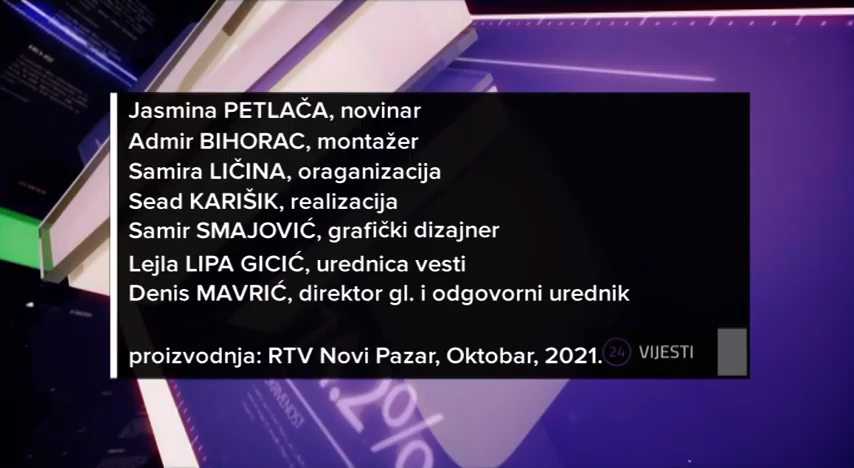 Jasmina PETLAČA, novinar
Admir BIHORAC, montažer
Samira LIČINA, oraganizacija
Sead KARIŠIK, realizacija
Samir SMAJOVIĆ, grafički dizajner
Lejla LIPA GICIĆ, urednica vesti
Denis MAVRIĆ, direktor gl. i odgovorni urednik
proizvodnja: RTV Novi Pazar, Oktobar, 2021.
24 VIJESTI